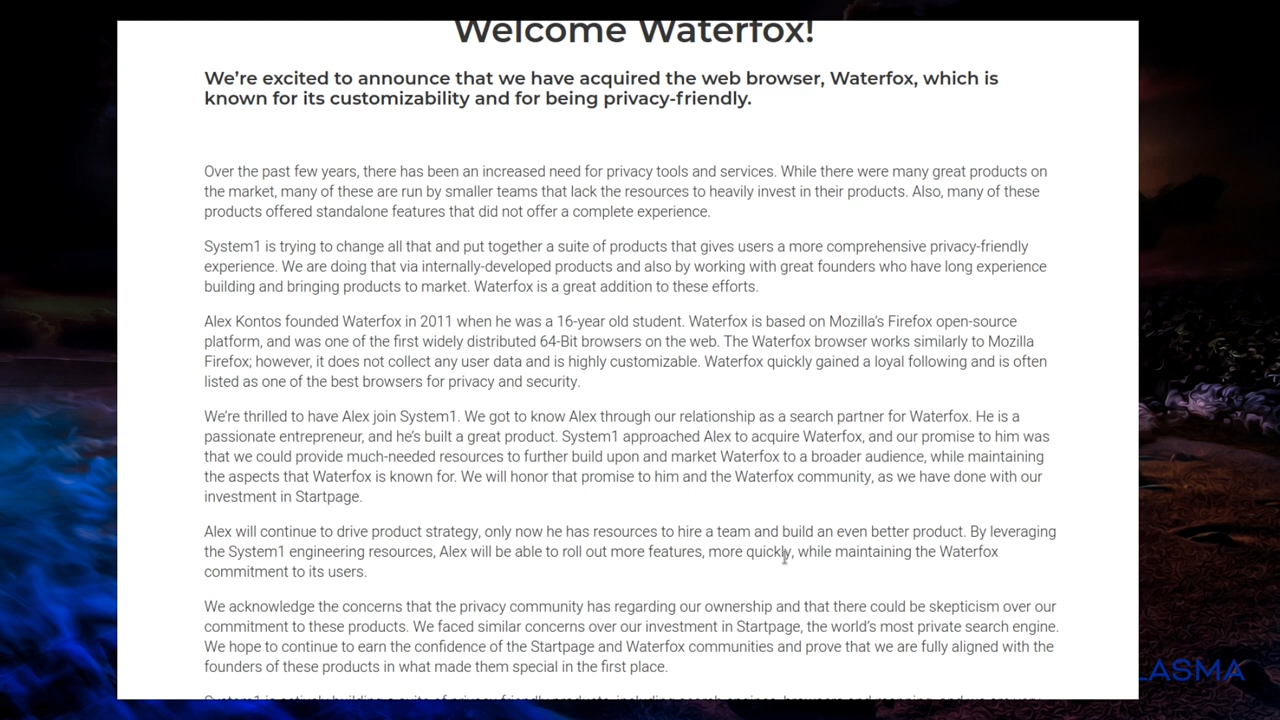 Welcome Waterfox!
We’re excited to announce that we have acquired the web browser, Waterfox, which is
known for its customizability and for being privacy-friendly.
Over the past few years, there has been an increased need for privacy tools and services. While there were many great products on
the market, many of these are run by smaller teams that lack the resources to heavily invest in their products. Also, many of these
products offered standalone features that did not offer a complete experience.
System1 is trying to change all that and put together a suite of products that gives users a more comprehensive privacy-friendly
experience. We are doing that via internally-developed products and also by working with great founders who have long experience
building and bringing products to market. Waterfox is a great addition to these efforts.
Alex Kontos founded Waterfox in 2011 when he was a 16-year old student. Waterfox is based on Mozilla’s Firefox open-source
platform, and was one of the first widely distributed 64-Bit browsers on the web. The Waterfox browser works similarly to Mozilla
Firefox; however, it does not collect any user data and is highly customizable. Waterfox quickly gained a loyal following and is often
listed as one of the best browsers for privacy and security.
We’re thrilled to have Alex join System1. We got to know Alex through our relationship as a search partner for Waterfox. He is a
passionate entrepreneur, and he’s built a great product. System1 approached Alex to acquire Waterfox, and our promise to him was
that we could provide much-needed resources to further build upon and market Waterfox to a broader audience, while maintaining
the aspects that Waterfox is known for. We will honor that promise to him and the Waterfox community, as we have done with our
investment in Startpage.
Alex will continue to drive product strategy, only now he has resources to hire a team and build an even better product. By leveraging
the System1 engineering resources, Alex will be able to roll out more features, more quickly, while maintaining the Waterfox
commitment to its users.
We acknowledge the concerns that the privacy community has regarding our ownership and that there could be skepticism over our
commitment to these products. We faced similar concerns over our investment in Startpage, the world’s most private search engine.
We hope to continue to earn the confidence of the Startpage and Waterfox communities and prove that we are fully aligned with the
founders of these products in what made them special in the first place.
LASMA